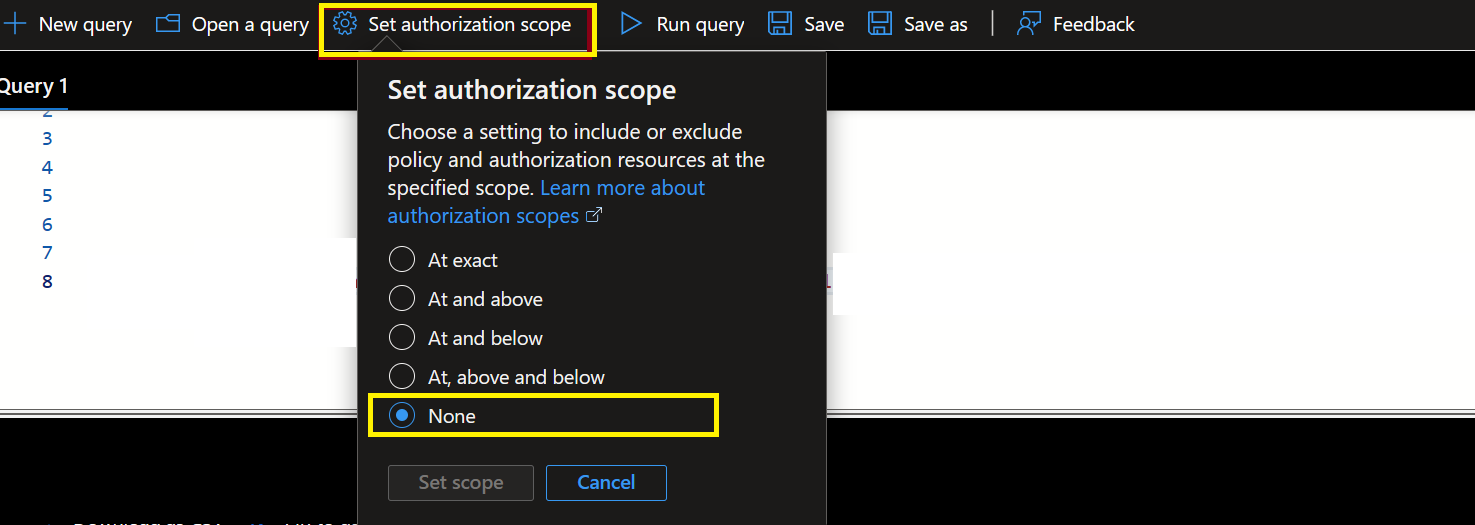 New query Open a query Set authorization scope Run query Save Save as Feedback
Query 1
Set authorization scope
Choose a setting to include or exclude
policy and authorization resources at the
specified scope. Learn more about
authorization scopes
2
3
4
5
6
7
8
At exact
At and above
At and below
At, above and below
None
Set scope Cancel